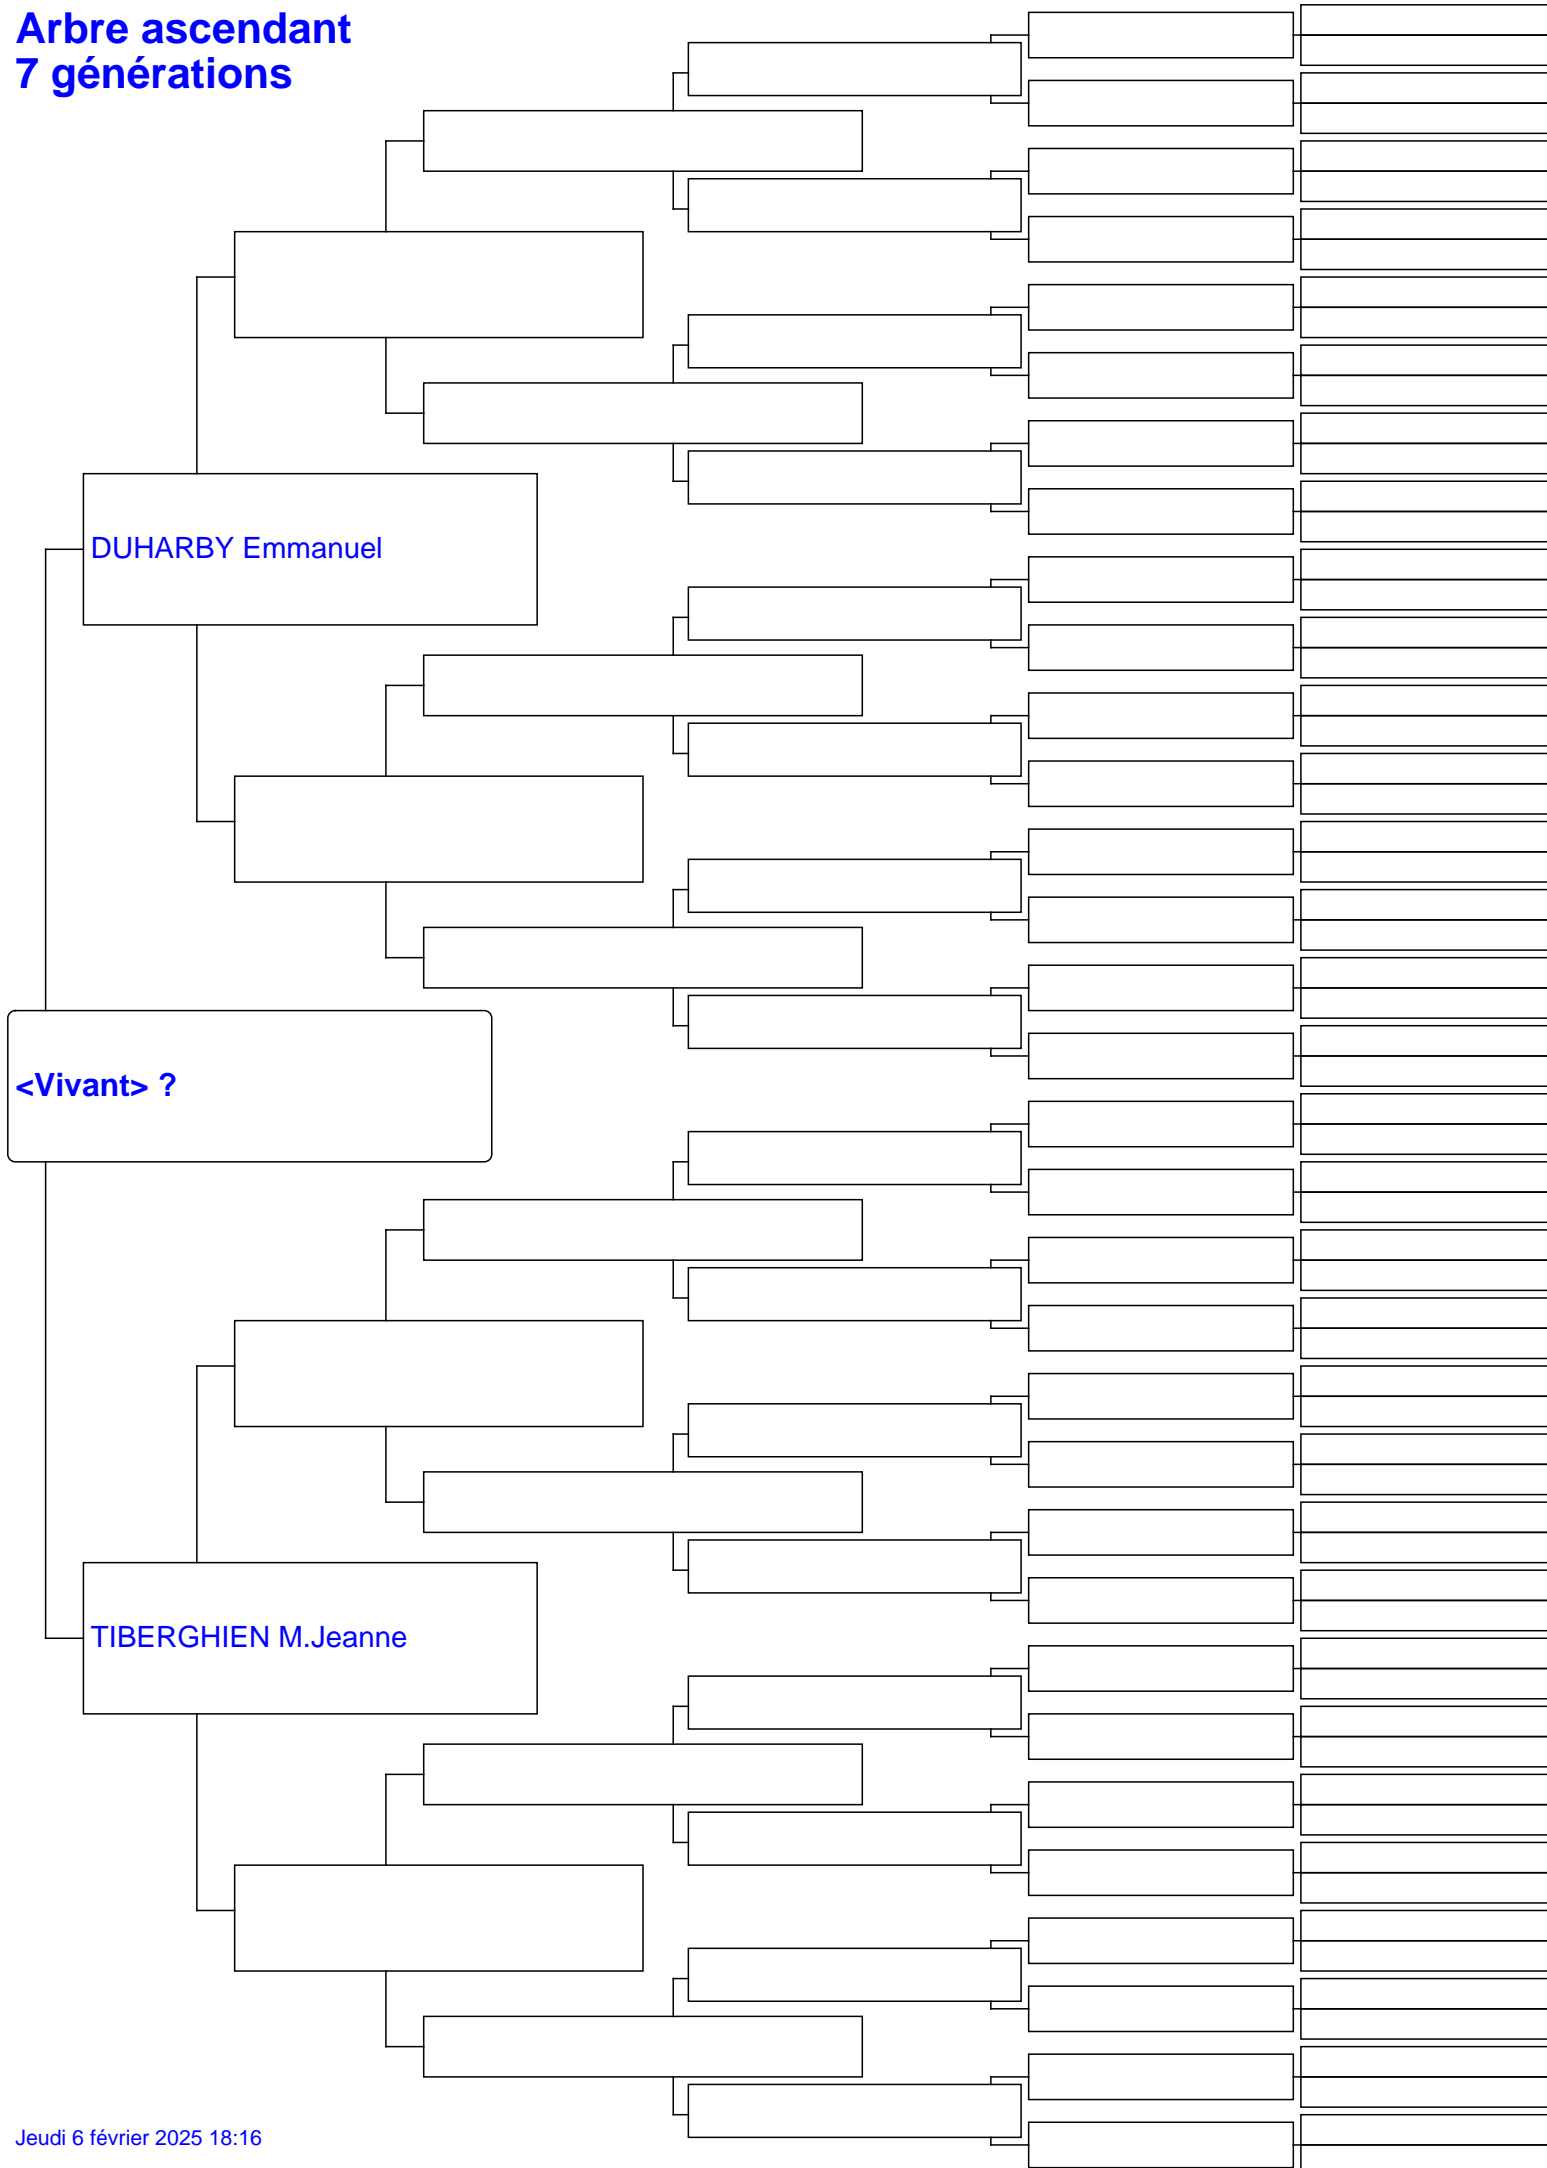 Arbre ascendant
7 générations
DUHARBY Emmanuel
<Vivant> ?
TIBERGHIEN M.Jeanne
Jeudi 6 février 2025 18:16